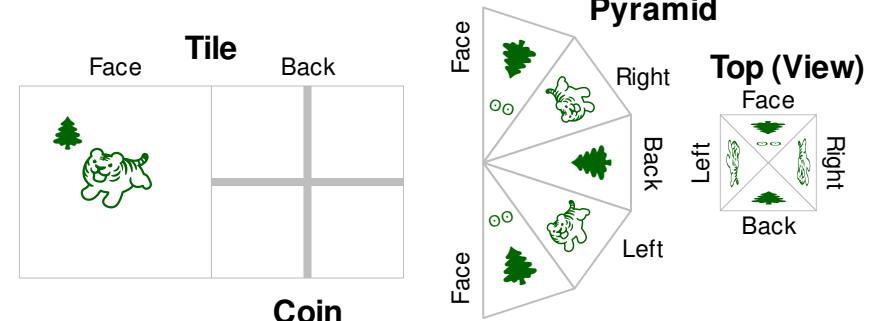 Pyramid
Tile
Face
Back
Face
Right
Back
Left
Face
Top (View)
Face
Left
Right
Back
Coin